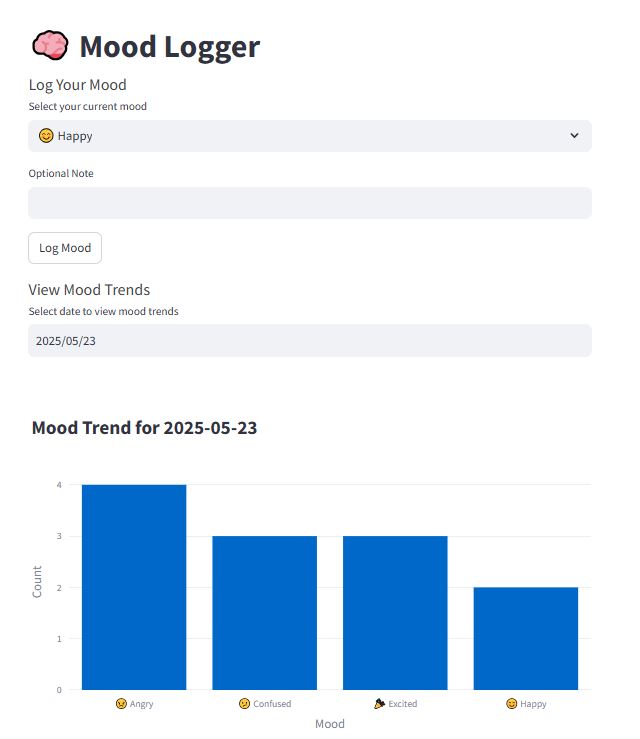 🧠 Mood Logger
Log Your Mood
Select your current mood
😊 Happy
Optional Note
Log Mood
View Mood Trends
Select date to view mood trends
2025/05/23
Mood Trend for 2025-05-23
4
3
2
1
0
Count
😠 Angry 😕 Confused 🎉 Excited 😊 Happy
Mood